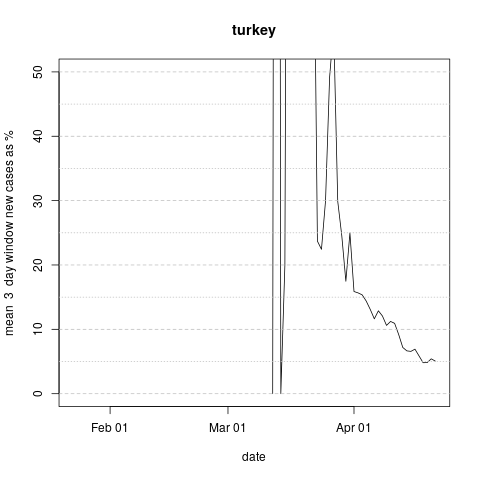 turkey
mean 3 day window new cases as %
50
40
30
20
10
0
Feb 01
Mar 01
Apr 01
date